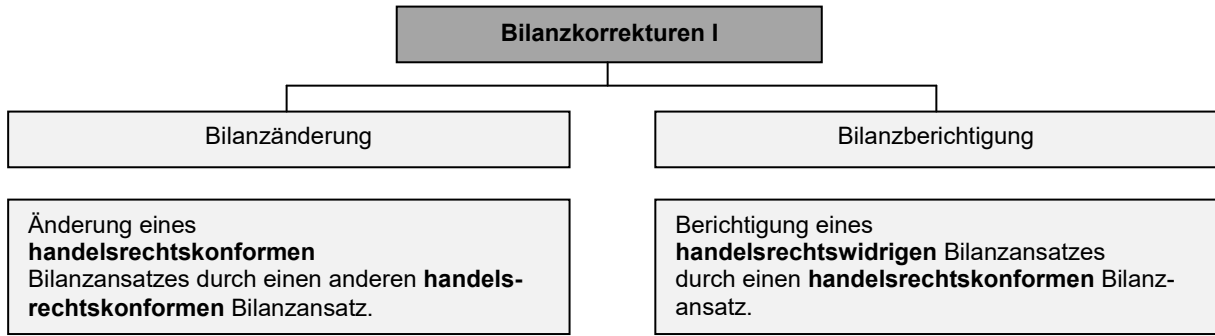 Bilanzkorrekturen I
Bilanzänderung
Bilanzberichtigung
Änderung eines
handelsrechtskonformen
Bilanzansatzes durch einen anderen handels-
rechtskonformen Bilanzansatz.
Berichtigung eines
handelsrechtswidrigen Bilanzansatzes
durch einen handelsrechtskonformen Bilanz-
ansatz.